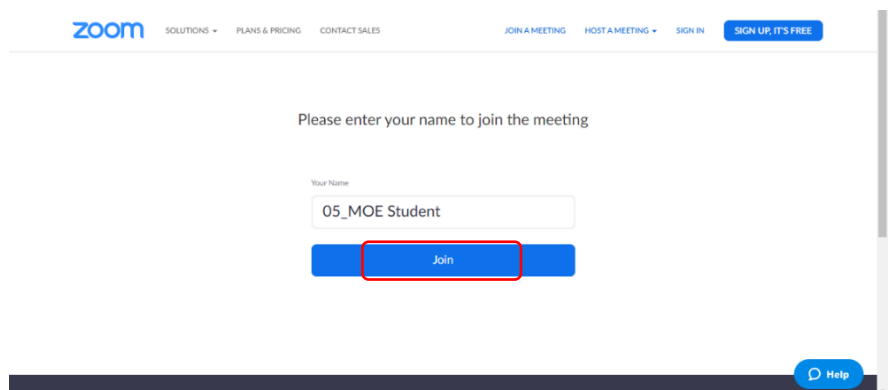 zoom SOLUTIONS PLANS & PRICING CONTACT SALES JOIN A MEETING HOST A MEETING SIGN IN SIGN UP, IT'S FREE
Please enter your name to join the meeting
Your Name
05_MOE Student
Join
Help